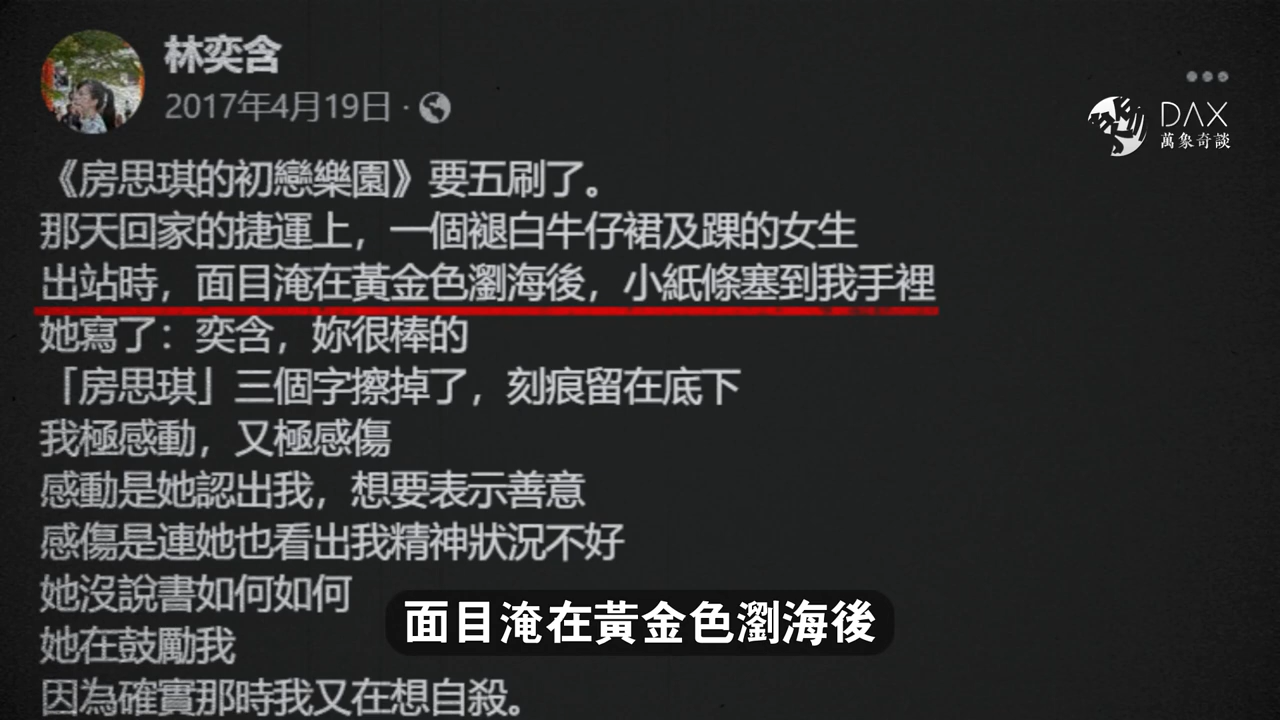 林奕含
2017年4月19日 ·
DAX
萬象奇談
《房思琪的初戀樂園》要五刷了。
那天回家的捷運上，一個褪白牛仔裙及踝的女生
出站時，面目淹在黃金色瀏海後，小紙條塞到我手裡
她寫了：奕含，妳很棒的
「房思琪」三個字擦掉了，刻痕留在底下
我極感動，又極感傷
感動是她認出我，想要表示善意
感傷是連她也看出我精神狀況不好
她沒說書如何如何
她在鼓勵我
因為確實那時我又在想自殺。
面目淹在黃金色瀏海後